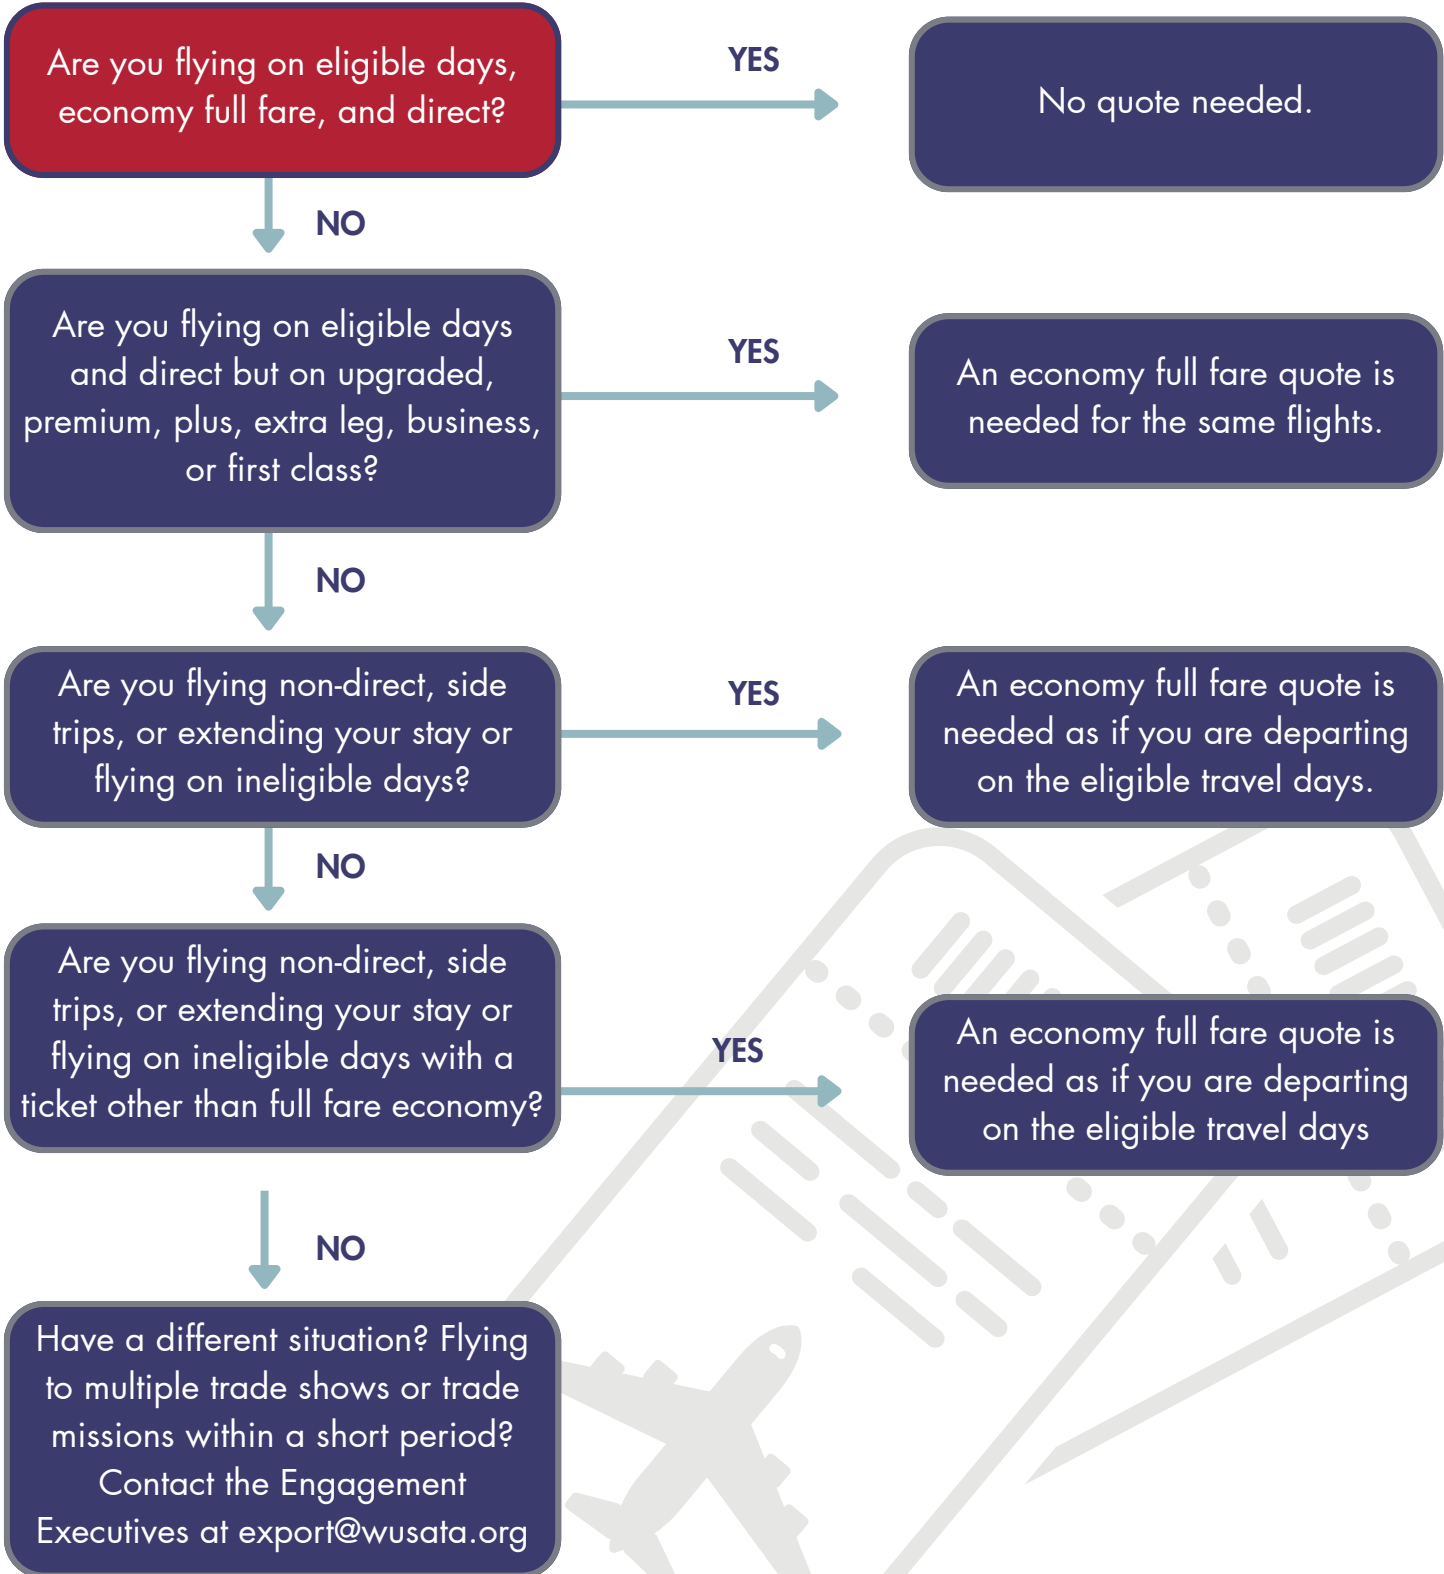 Are you flying on eligible days,
economy full fare, and direct?
YES
No quote needed.
NO
Are you flying on eligible days
and direct but on upgraded,
premium, plus, extra leg, business,
or first class?
YES
An economy full fare quote is
needed for the same flights.
NO
Are you flying non-direct, side
trips, or extending your stay or
flying on ineligible days?
YES
An economy full fare quote is
needed as if you are departing
on the eligible travel days.
NO
Are you flying non-direct, side
trips, or extending your stay or
flying on ineligible days with a
ticket other than full fare economy?
YES
An economy full fare quote is
needed as if you are departing
on the eligible travel days
NO
Have a different situation? Flying
to multiple trade shows or trade
missions within a short period?
Contact the Engagement
Executives at export@wusata.org